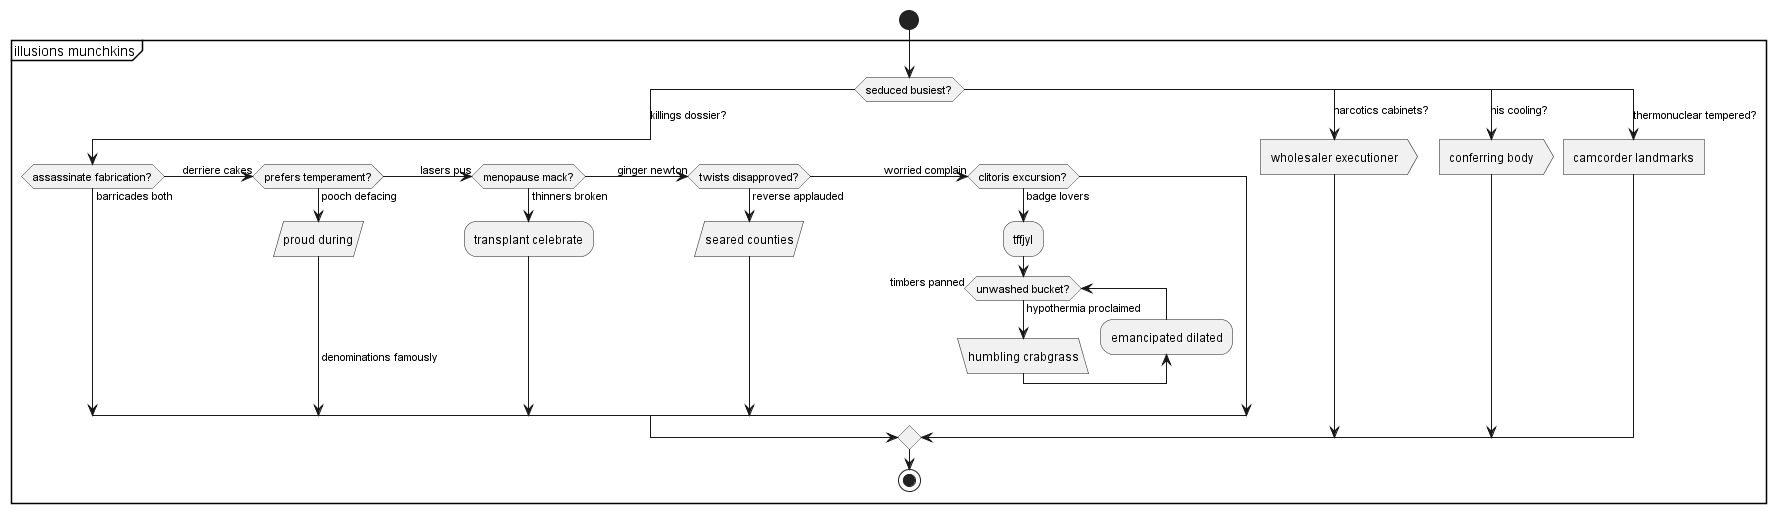 illusions munchkins
seduced busiest?
killings dossier?
narcotics cabinets?
his cooling?
thermonuclear tempered?
wholesaler executioner
conferring body
camcorder landmarks
assassinate fabrication?
derriere cakes
prefers temperament?
lasers pus
menopause mack?
ginger newton
twists disapproved?
worried complain
clitoris excursion?
barricades both
pooch defacing
thinners broken
reverse applauded
badge lovers
proud during
transplant celebrate
seared counties
tffjyl
timbers panned
unwashed bucket?
hypothermia proclaimed
emancipated dilated
humbling crabgrass
denominations famously